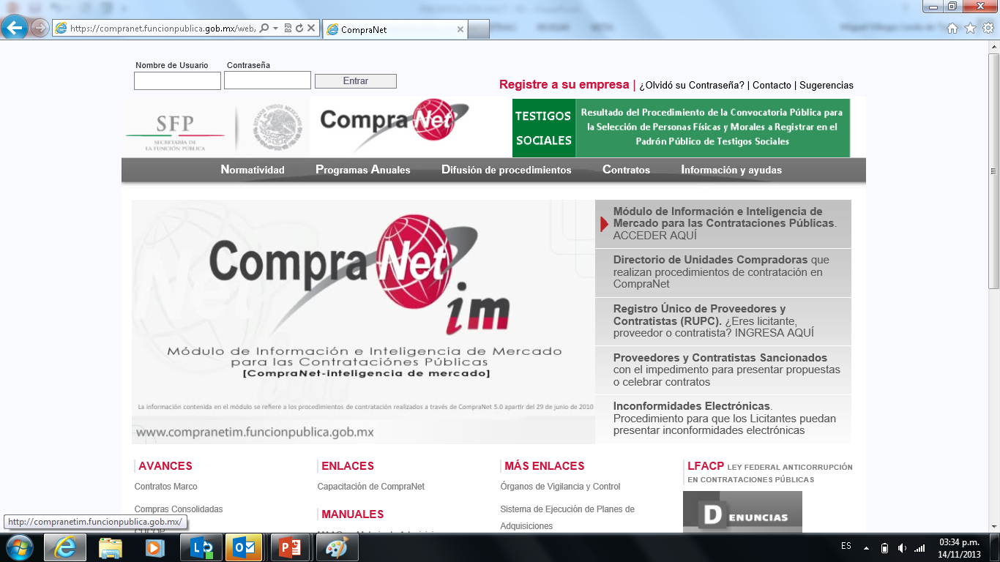 https://compranet.funcionpublica.gob.mx/web,
CompraNet
Nombre de Usuario
Contraseña
Entrar
Registre a su empresa | ¿Olvidó su Contraseña? | Contacto | Sugerencias
SFP
SECRETARÍA DE
LA FUNCIÓN PÚBLICA
ESTADOS UNIDOS MEXICANOS
CompraNet
TESTIGOS
SOCIALES
Resultado del Procedimiento de la Convocatoria Pública para
la Selección de Personas Físicas y Morales a Registrar en el
Padrón Público de Testigos Sociales
Normatividad
Programas Anuales
Difusión de procedimientos
Contratos
Información y ayudas
CompraNet
im
Módulo de Información e Inteligencia de Mercado
para las Contrataciónes Públicas
[CompraNet-inteligencia de mercado]
La información contenida en el módulo se refiere a los procedimientos de contratación realizados a través de CompraNet 5.0 apartir del 29 de junio de 2010
www.compranetim.funcionpublica.gob.mx
Módulo de Información e Inteligencia de
Mercado para las Contrataciones Públicas.
ACCEDER AQUÍ
Directorio de Unidades Compradoras que
realizan procedimientos de contratación en
CompraNet
Registro Único de Proveedores y
Contratistas (RUPC). ¿Eres licitante,
proveedor o contratista? INGRESA AQUÍ
Proveedores y Contratistas Sancionados
con el impedimento para presentar propuestas
o celebrar contratos
Inconformidades Electrónicas.
Procedimiento para que los Licitantes puedan
presentar inconformidades electrónicas
AVANCES
Contratos Marco
Compras Consolidadas
ENLACES
Capacitación de CompraNet
MANUALES
MÁS ENLACES
Órganos de Vigilancia y Control
Sistema de Ejecución de Planes de
Adquisiciones
LFACP LEY FEDERAL ANTICORRUPCIÓN
EN CONTRATACIONES PÚBLICAS
DENUNCIAS
http://compranetim.funcionpublica.gob.mx/
ES
03:34 p.m.
14/11/2013